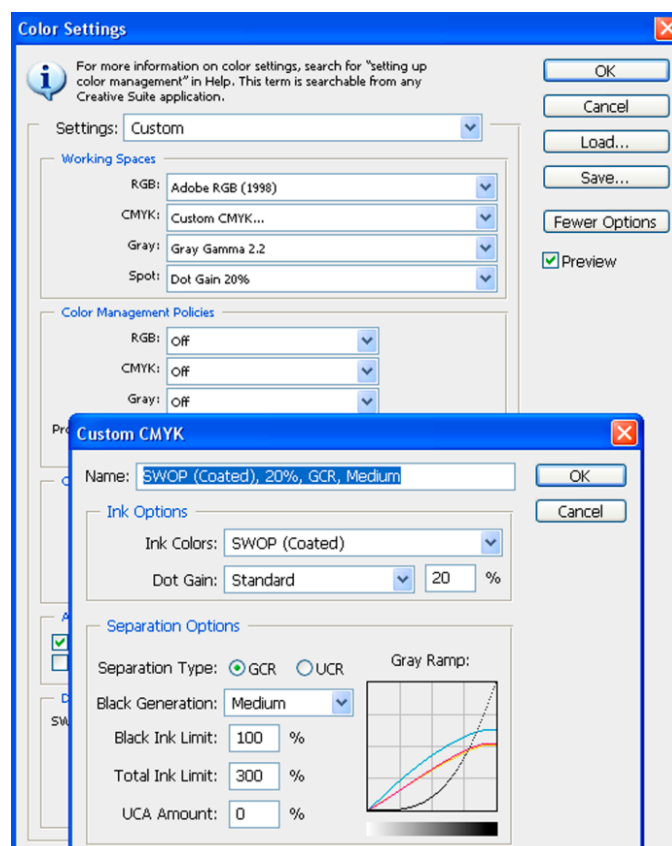 Color Settings
For more information on color settings, search for "setting up
color management" in Help. This term is searchable from any
Creative Suite application.
OK
Cancel
Load...
Save...
Fewer Options
Preview
Settings: Custom
Working Spaces
RGB: Adobe RGB (1998)
CMYK: Custom CMYK...
Gray: Gray Gamma 2.2
Spot: Dot Gain 20%
Color Management Policies
RGB: Off
CMYK: Off
Gray: Off
Custom CMYK
Name: SWOP (Coated), 20%, GCR, Medium
OK
Cancel
Ink Options
Ink Colors: SWOP (Coated)
Dot Gain: Standard 20 %
Separation Options
Separation Type: GCR UCR
Gray Ramp:
Black Generation: Medium
Black Ink Limit: 100 %
Total Ink Limit: 300 %
UCA Amount: 0 %